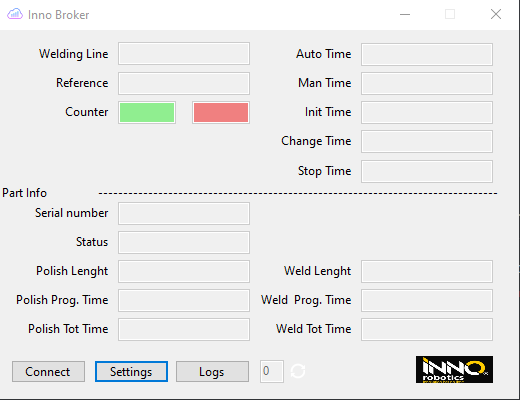 Inno Broker
Welding Line
Auto Time
Reference
Man Time
Counter
Init Time
Change Time
Stop Time
Part Info
Serial number
Status
Polish Lenght
Weld Lenght
Polish Prog. Time
Weld Prog. Time
Polish Tot Time
Weld Tot Time
Connect Settings Logs 0
INNO
robotics